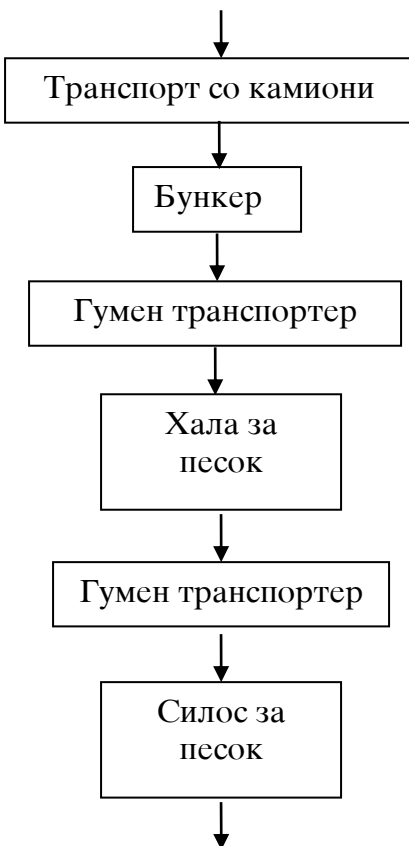 Транспорт со камиони
Бункер
Гумен транспортер
Хала за
песок
Гумен транспортер
Силос за
песок